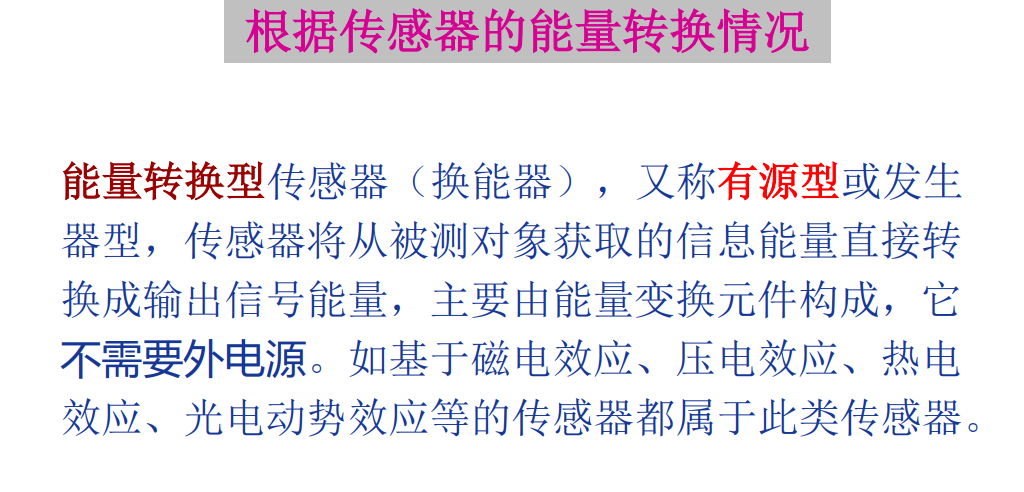 根据传感器的能量转换情况
能量转换型传感器（换能器），又称有源型或发生
器型，传感器将从被测对象获取的信息能量直接转
换成输出信号能量，主要由能量变换元件构成，它
不需要外电源。如基于磁电效应、压电效应、热电
效应、光电动势效应等的传感器都属于此类传感器。